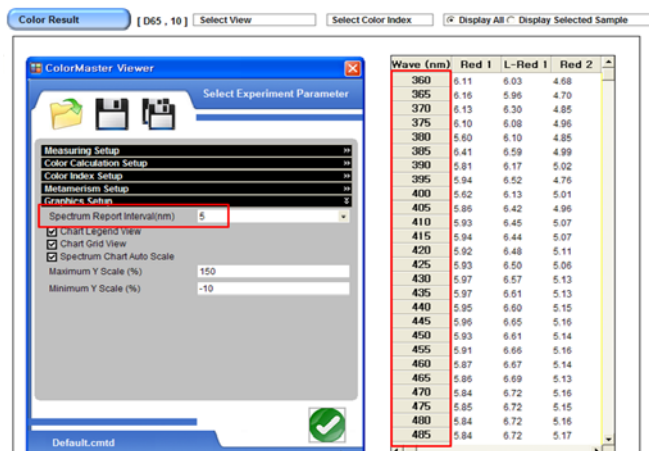 Color Result [ D65 , 10 ] Select View Select Color Index Display All Display Selected Sample
ColorMaster Viewer
Select Experiment Parameter
Measuring Setup
Color Calculation Setup
Color Index Setup
Metamerism Setup
Graphics Setup
Spectrum Report Interval(nm) 5
Chart Legend View
Chart Grid View
Spectrum Chart Auto Scale
Maximum Y Scale (%) 150
Minimum Y Scale (%) -10
Default.cmtd
Wave (nm) Red 1 L-Red 1 Red 2
360 6.11 6.03 4.68
365 6.16 5.96 4.70
370 6.13 6.30 4.85
375 6.10 6.08 4.96
380 5.60 6.10 4.85
385 6.41 6.59 4.99
390 5.81 6.17 5.02
395 5.94 6.52 4.76
400 5.62 6.13 5.01
405 5.86 6.42 4.96
410 5.93 6.45 5.07
415 5.94 6.44 5.07
420 5.92 6.48 5.11
425 5.93 6.50 5.06
430 5.97 6.57 5.13
435 5.97 6.61 5.13
440 5.95 6.60 5.15
445 5.96 6.65 5.16
450 5.93 6.61 5.14
455 5.91 6.66 5.16
460 5.87 6.67 5.14
465 5.86 6.69 5.13
470 5.84 6.72 5.16
475 5.85 6.72 5.15
480 5.84 6.72 5.16
485 5.84 6.72 5.17